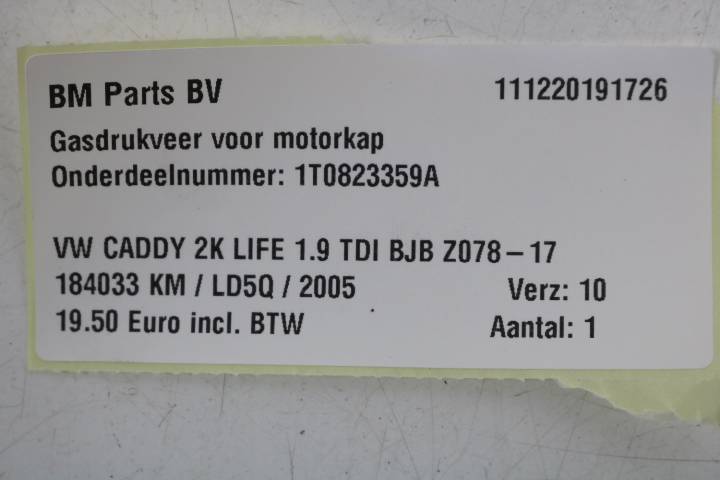 BM Parts BV 111220191726
Gasdrukveer voor motorkap
Onderdeelnummer: 1T0823359A
VW CADDY 2K LIFE 1.9 TDI BJB Z078-17
184033 KM / LD5Q / 2005 Verz: 10
19.50 Euro incl. BTW Aantal: 1